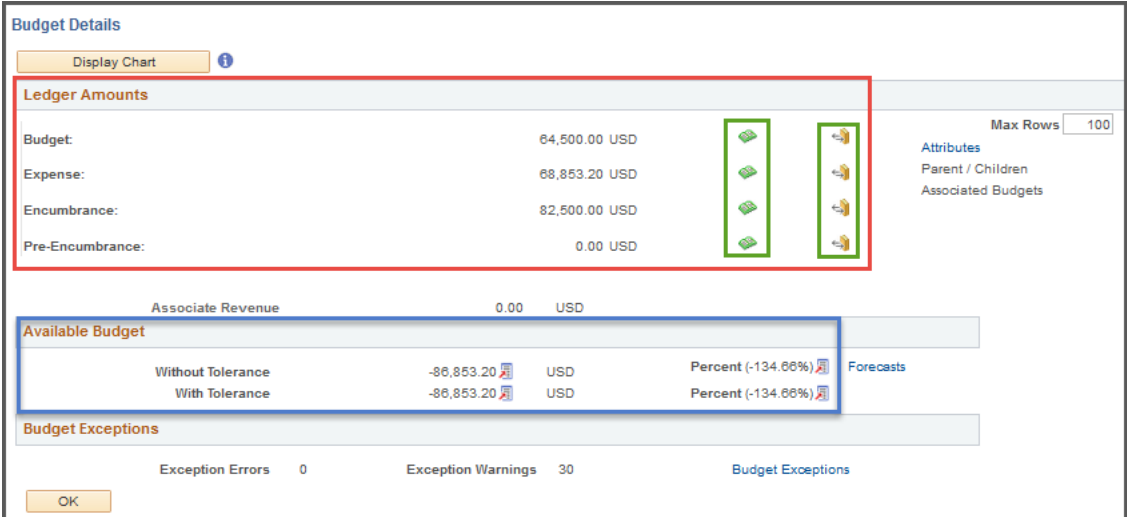 Budget Details
Display Chart
Ledger Amounts
Max Rows 100
Budget: 64,500.00 USD
Attributes
Expense: 68,853.20 USD
Parent / Children
Associated Budgets
Encumbrance: 82,500.00 USD
Pre-Encumbrance: 0.00 USD
Associate Revenue 0.00 USD
Available Budget
Without Tolerance -86,853.20 USD Percent (-134.66%) Forecasts
With Tolerance -86,853.20 USD Percent (-134.66%)
Budget Exceptions
Exception Errors 0 Exception Warnings 30 Budget Exceptions
OK